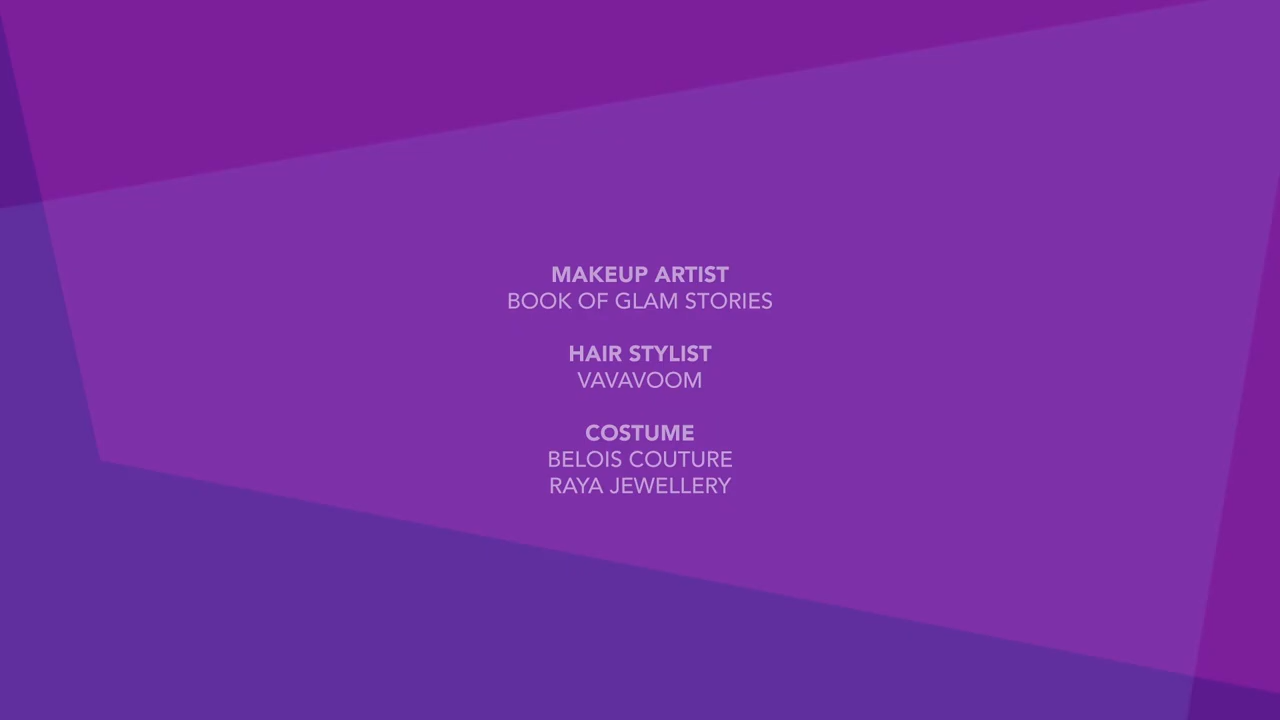 MAKEUP ARTIST
BOOK OF GLAM STORIES
HAIR STYLIST
VAVAVOOM
COSTUME
BELOIS COUTURE
RAYA JEWELLERY